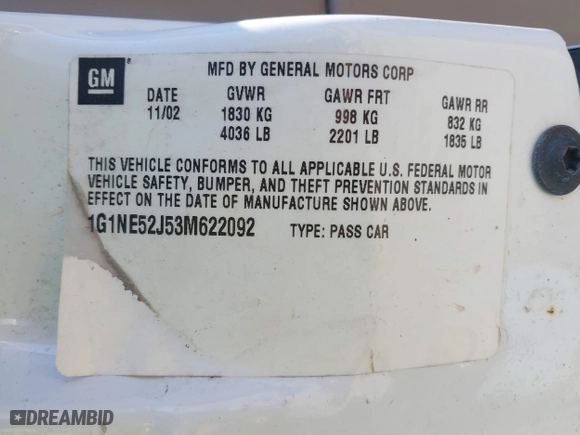 GM
MFD BY GENERAL MOTORS CORP
DATE GVWR GAWR FRT GAWR RR
11/02 1830 KG 998 KG 832 KG
4036 LB 2201 LB 1835 LB
THIS VEHICLE CONFORMS TO ALL APPLICABLE U.S. FEDERAL MOTOR
VEHICLE SAFETY, BUMPER, AND THEFT PREVENTION STANDARDS IN
EFFECT ON THE DATE OF MANUFACTURE SHOWN ABOVE.
1G1NE52J53M622092 TYPE: PASS CAR
DREAMBID